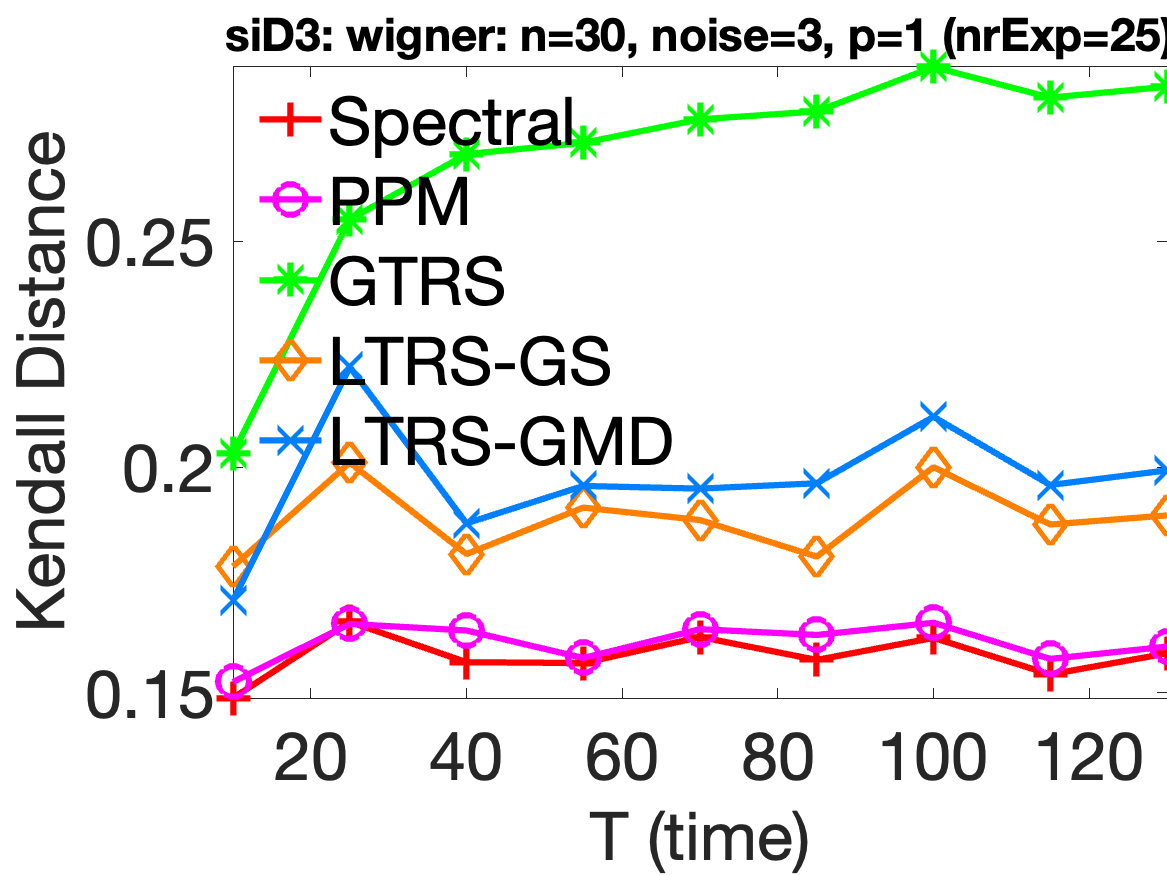 siD3: wigner: n=30, noise=3, p=1 (nrExp=25)
Spectral
PPM
GTRS
LTRS-GS
LTRS-GMD
Kendall Distance
0.25
0.2
0.15
20 40 60 80 100 120
T (time)